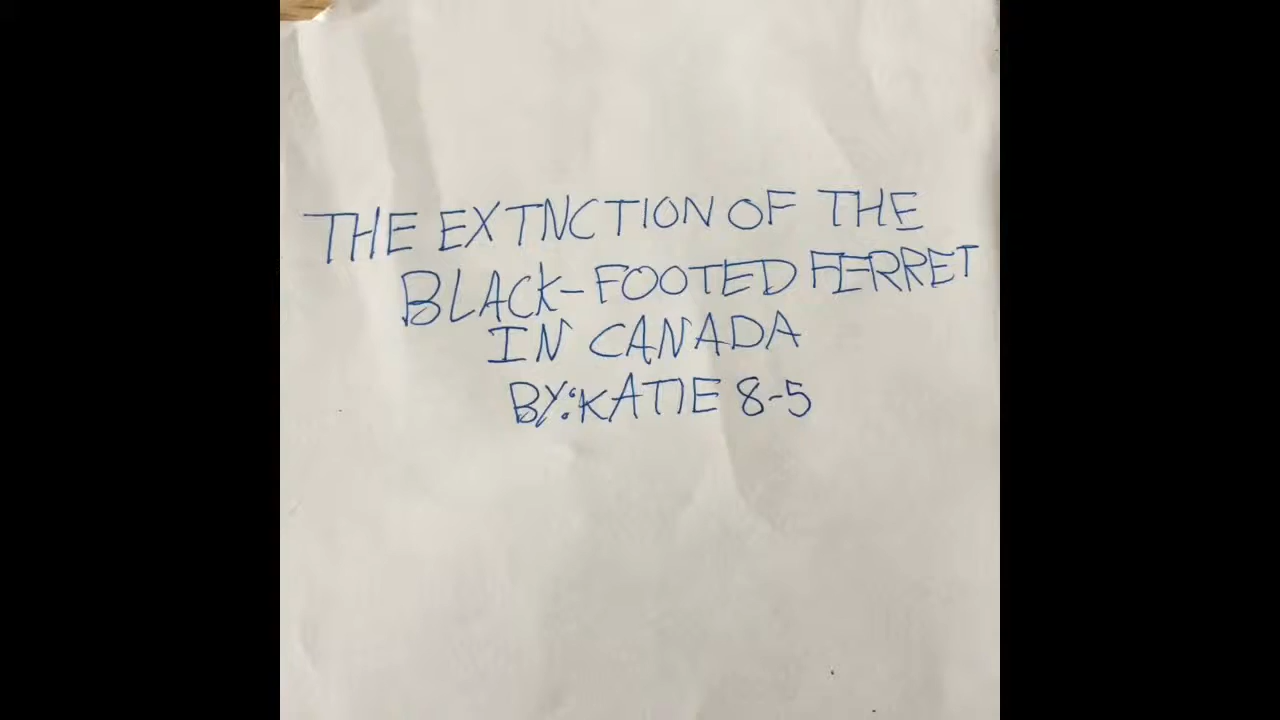 THE EXTNCTION OF THE
BLACK-FOOTED FERRET
IN CANADA
BY: KATIE 8-5